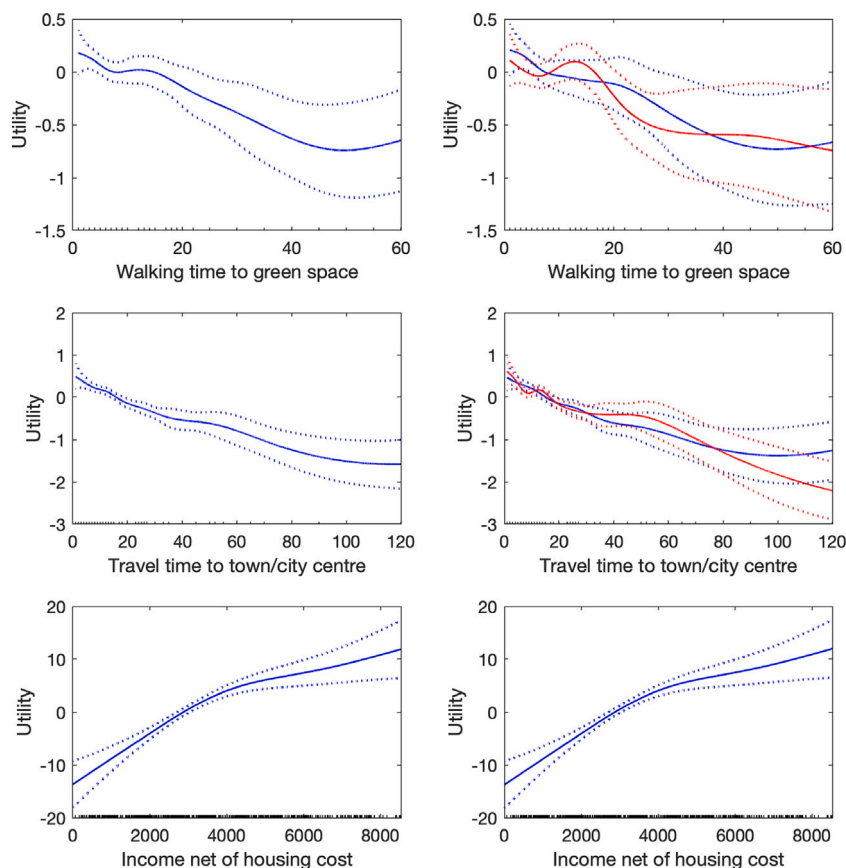 0.5
0
-0.5
-1
-1.5
Utility
0 20 40 60
Walking time to green space
0.5
0
-0.5
-1
-1.5
Utility
0 20 40 60
Walking time to green space
2
1
0
-1
-2
-3
Utility
0 20 40 60 80 100 120
Travel time to town/city centre
2
1
0
-1
-2
-3
Utility
0 20 40 60 80 100 120
Travel time to town/city centre
20
10
0
-10
-20
Utility
0 2000 4000 6000 8000
Income net of housing cost
20
10
0
-10
-20
Utility
0 2000 4000 6000 8000
Income net of housing cost